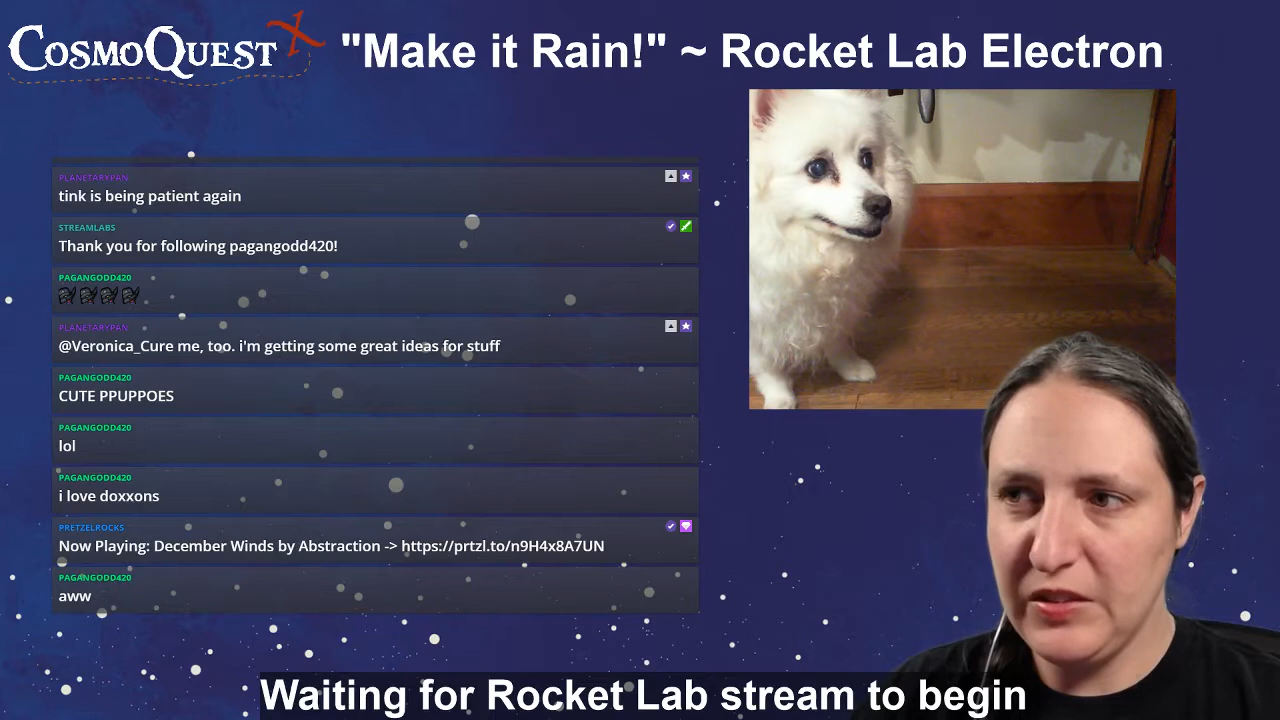 CosmoQuest X
"Make it Rain!" ~ Rocket Lab Electron
PLANETARYPAN
tink is being patient again
STREAMLABS
Thank you for following pagangodd420!
PAGANGODD420
PLANETARYPAN
@Veronica_Cure me, too. i'm getting some great ideas for stuff
PAGANGODD420
CUTE PPUPPOES
PAGANGODD420
lol
PAGANGODD420
i love doxxons
PRETZELROCKS
Now Playing: December Winds by Abstraction -> https://prtzl.to/n9H4x8A7UN
PAGANGODD420
aww
Waiting for Rocket Lab stream to begin